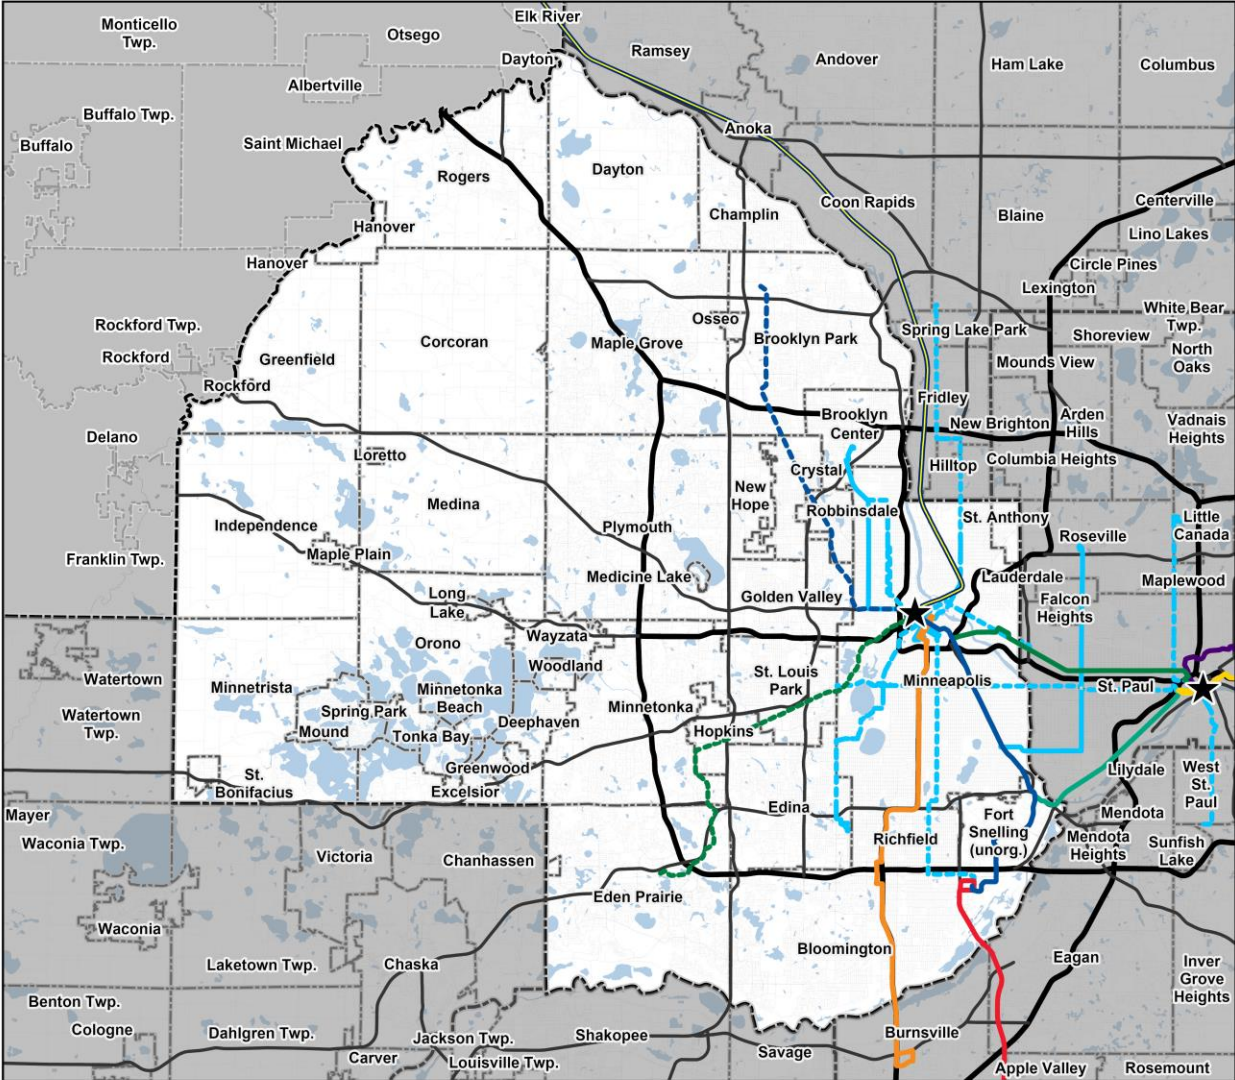 Elk River
Monticello
Twp.
Otsego
Ramsey
Dayton
Andover
Ham Lake
Columbus
Albertville
Buffalo Twp.
Anoka
Buffalo
Saint Michael
Rogers
Dayton
Coon Rapids
Centerville
Champlin
Blaine
Hanover
Lino Lakes
Hanover
Circle Pines
Lexington
White Bear
Twp.
Rockford Twp.
Osseo
Spring Lake Park
Shoreview
Rockford
Greenfield
Corcoran
Maple Grove
Brooklyn Park
Mounds View
North
Oaks
Rockford
Fridley
Brooklyn
Center
New Brighton
Arden
Hills
Vadnais
Heights
Delano
Loretto
Crystal
Hilltop
Columbia Heights
Medina
New
Hope
Robbinsdale
St. Anthony
Little
Canada
Independence
Plymouth
Roseville
Franklin Twp.
Maple Plain
Medicine Lake
Lauderdale
Maplewood
Long
Lake
Golden Valley
Falcon
Heights
Orono
Wayzata
Woodland
Watertown
Minnetrista
Minnetonka
Beach
St. Louis
Park
Minneapolis
St. Paul
Watertown
Twp.
Spring Park
Deephaven
Minnetonka
Mound
Tonka Bay
Hopkins
Greenwood
St.
Bonifacius
Excelsior
Lilydale
West
St.
Paul
Mayer
Edina
Fort
Snelling
(unorg.)
Mendota
Waconia Twp.
Richfield
Mendota
Heights
Sunfish
Lake
Victoria
Chanhassen
Eden Prairie
Waconia
Bloomington
Laketown Twp.
Chaska
Eagan
Inver
Grove
Heights
Benton Twp.
Cologne
Dahlgren Twp.
Jackson Twp.
Shakopee
Burnsville
Carver
Louisville Twp.
Savage
Apple Valley
Rosemount